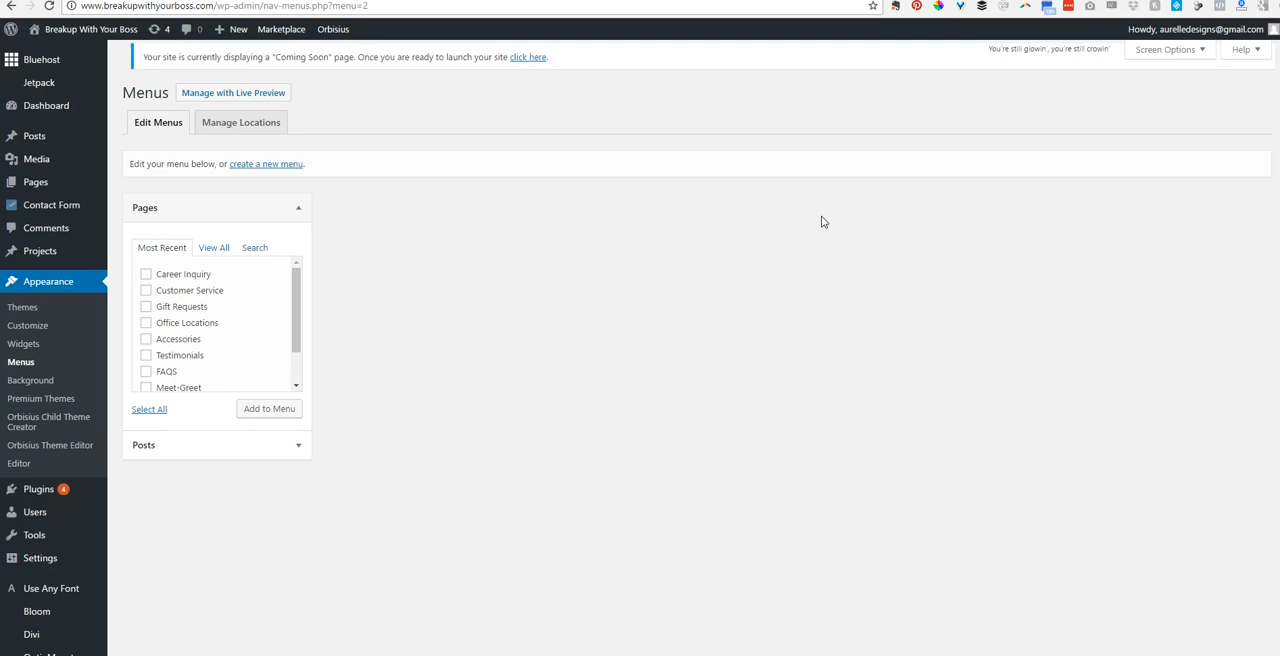 www.breakupwithyourboss.com/wp-admin/nav-menus.php?menu=2
Breakup With Your Boss 4 0 New Marketplace Orbisius Howdy, aurelledesigns@gmail.com
Bluehost
Jetpack
Dashboard
Posts
Media
Pages
Contact Form
Comments
Projects
Appearance
Themes
Customize
Widgets
Menus
Background
Premium Themes
Orbisius Child Theme
Creator
Orbisius Theme Editor
Editor
Plugins 4
Users
Tools
Settings
Use Any Font
Bloom
Divi
Your site is currently displaying a "Coming Soon" page. Once you are ready to launch your site click here.
You're still glowin', you're still crowin'
Screen Options
Help
Menus Manage with Live Preview
Edit Menus Manage Locations
Edit your menu below, or create a new menu.
Pages
Most Recent View All Search
Career Inquiry
Customer Service
Gift Requests
Office Locations
Accessories
Testimonials
FAQS
Meet-Greet
Select All Add to Menu
Posts